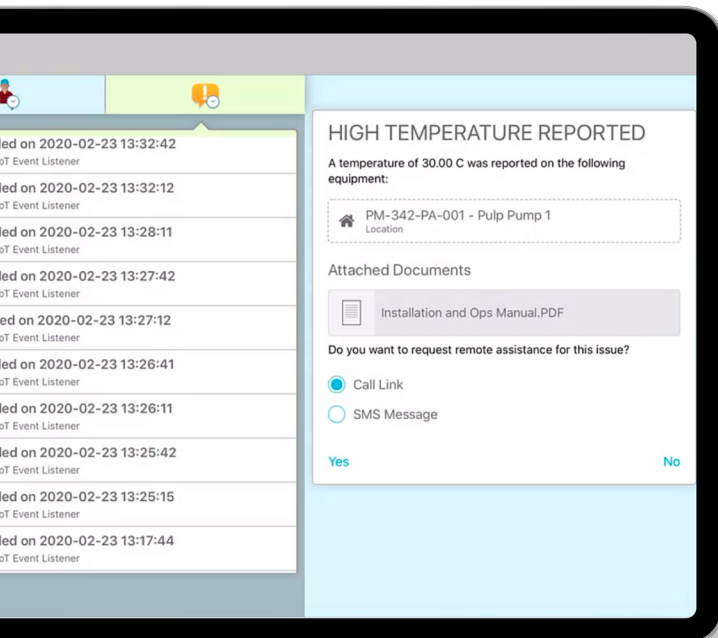 led on 2020-02-23 13:32:42
oT Event Listener
led on 2020-02-23 13:32:12
oT Event Listener
led on 2020-02-23 13:28:11
oT Event Listener
led on 2020-02-23 13:27:42
oT Event Listener
ed on 2020-02-23 13:27:12
oT Event Listener
led on 2020-02-23 13:26:41
oT Event Listener
led on 2020-02-23 13:26:11
oT Event Listener
led on 2020-02-23 13:25:42
oT Event Listener
led on 2020-02-23 13:25:15
oT Event Listener
led on 2020-02-23 13:17:44
oT Event Listener
HIGH TEMPERATURE REPORTED
A temperature of 30.00 C was reported on the following
equipment:
PM-342-PA-001 - Pulp Pump 1
Location
Attached Documents
Installation and Ops Manual.PDF
Do you want to request remote assistance for this issue?
Call Link
SMS Message
Yes
No